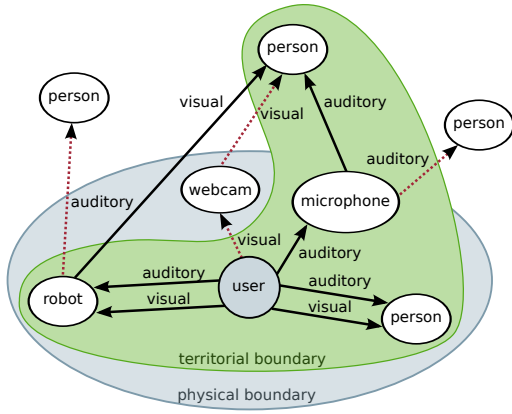 person
person
visual
auditory
visual
person
auditory
webcam
microphone
auditory
visual
auditory
auditory
user
auditory
robot
visual
visual
person
territorial boundary
physical boundary